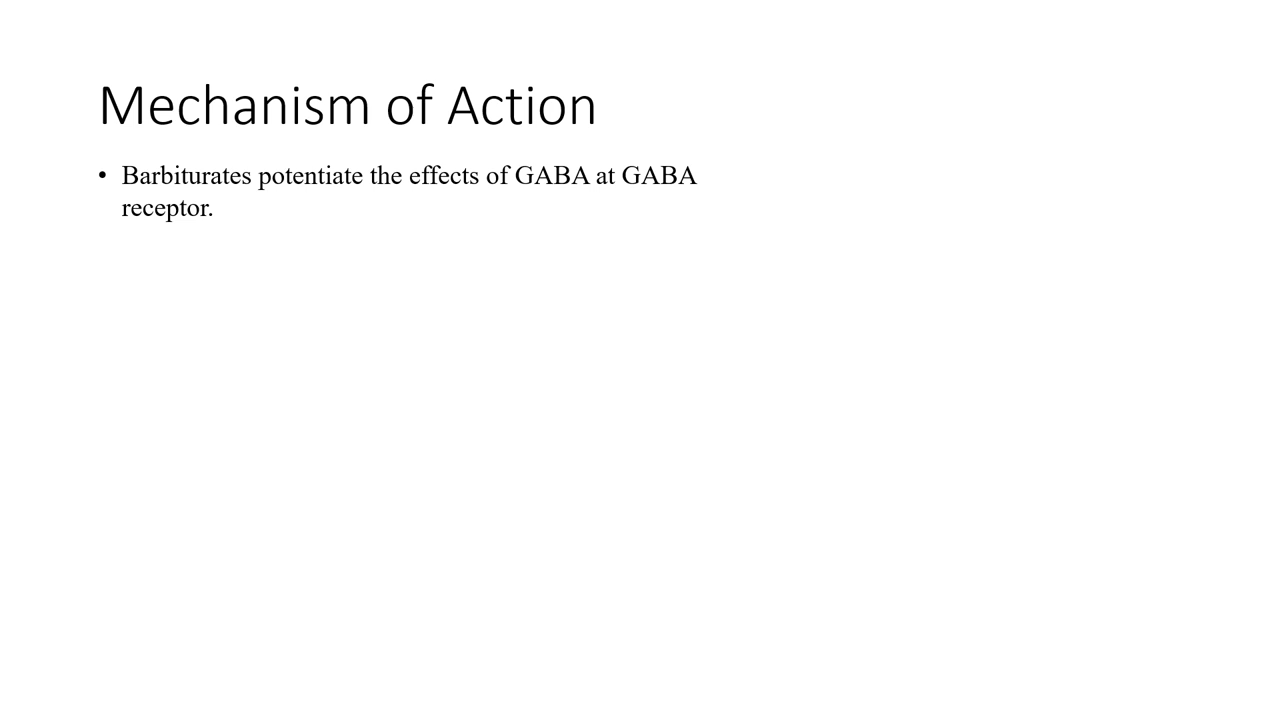 Mechanism of Action
• Barbiturates potentiate the effects of GABA at GABA
receptor.